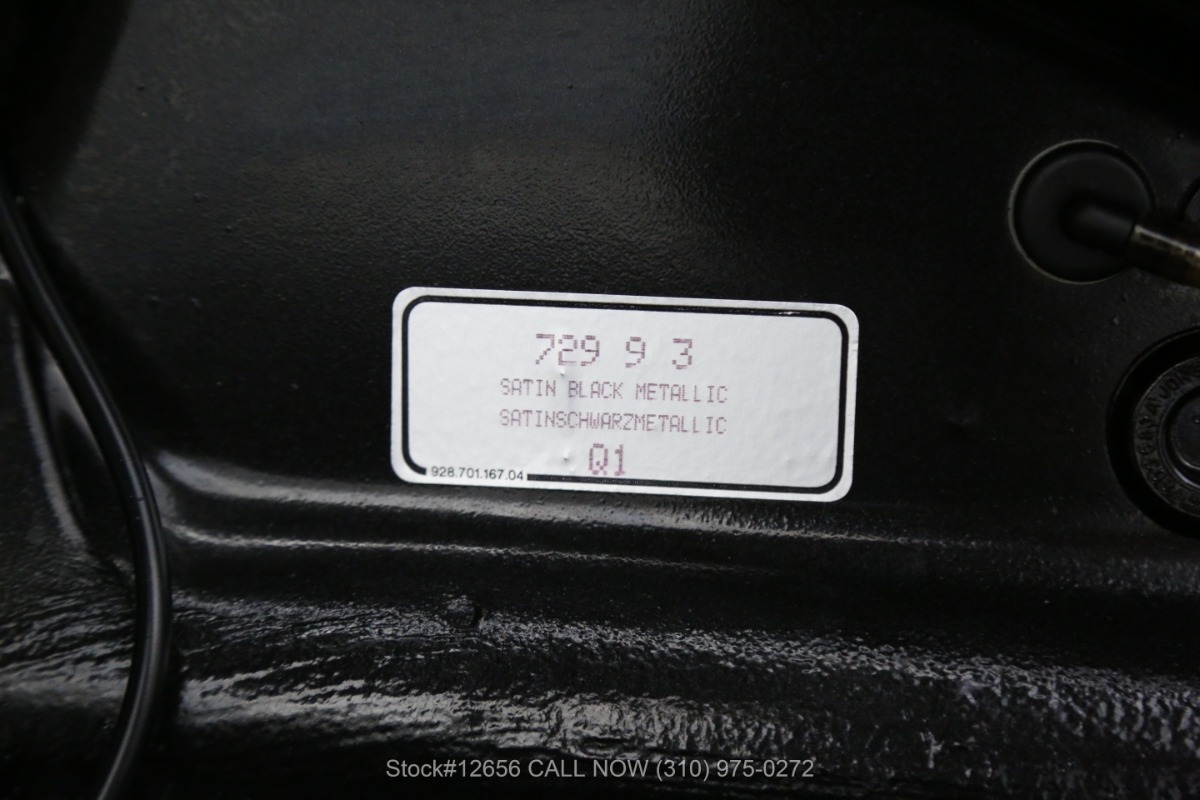 729 9 3
SATIN BLACK METALLIC
SATINSCHWARZMETALLIC
Q1
928.701.167.04
Stock#12656 CALL NOW (310) 975-0272